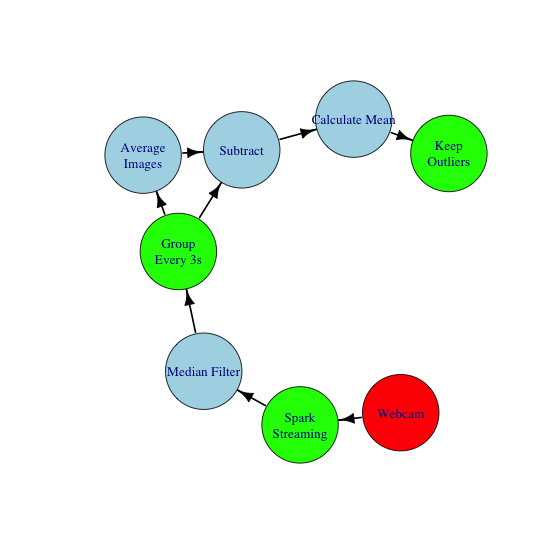 Calculate Mean
Average
Images
Subtract
Keep
Outliers
Group
Every 3s
Median Filter
Spark
Streaming
Webcam